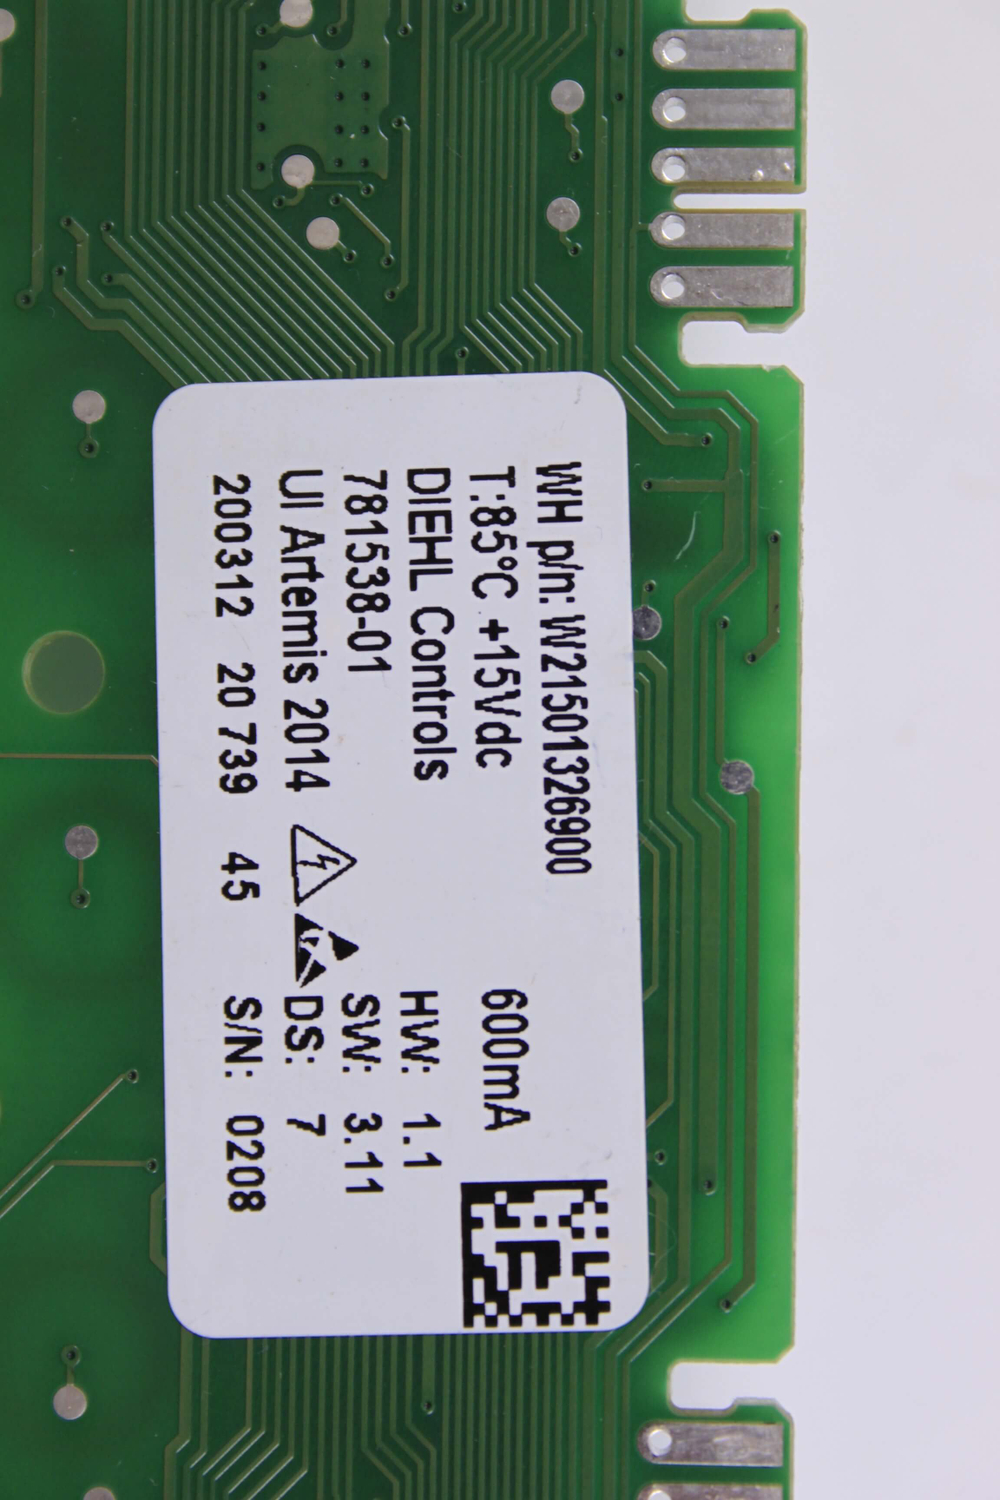 WH p/n: W21501326900
T:85°C +15Vdc 600mA
DIEHL Controls HW: 1.1
781538-01 SW: 3.11
UI Artemis 2014 DS: 7
200312 20 739 45 S/N: 0208